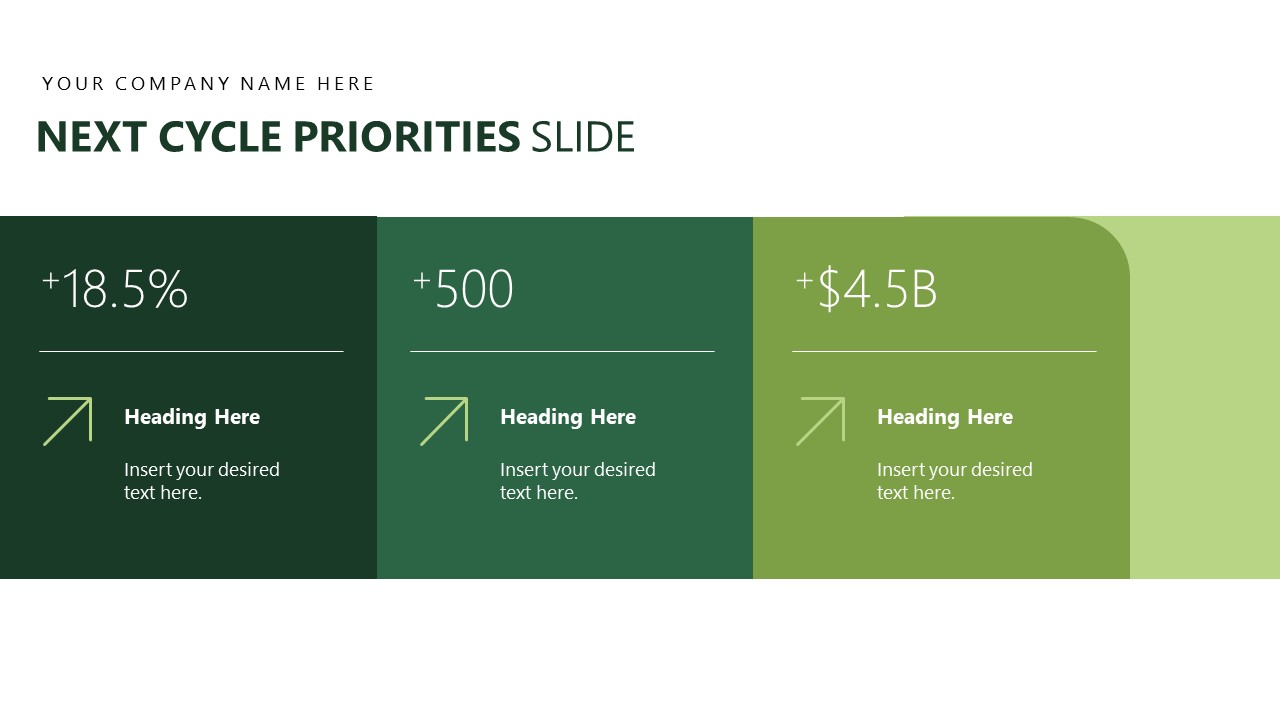 YOUR COMPANY NAME HERE
NEXT CYCLE PRIORITIES SLIDE
+18.5%
+500
+$4.5B
Heading Here
Insert your desired
text here.
Heading Here
Insert your desired
text here.
Heading Here
Insert your desired
text here.